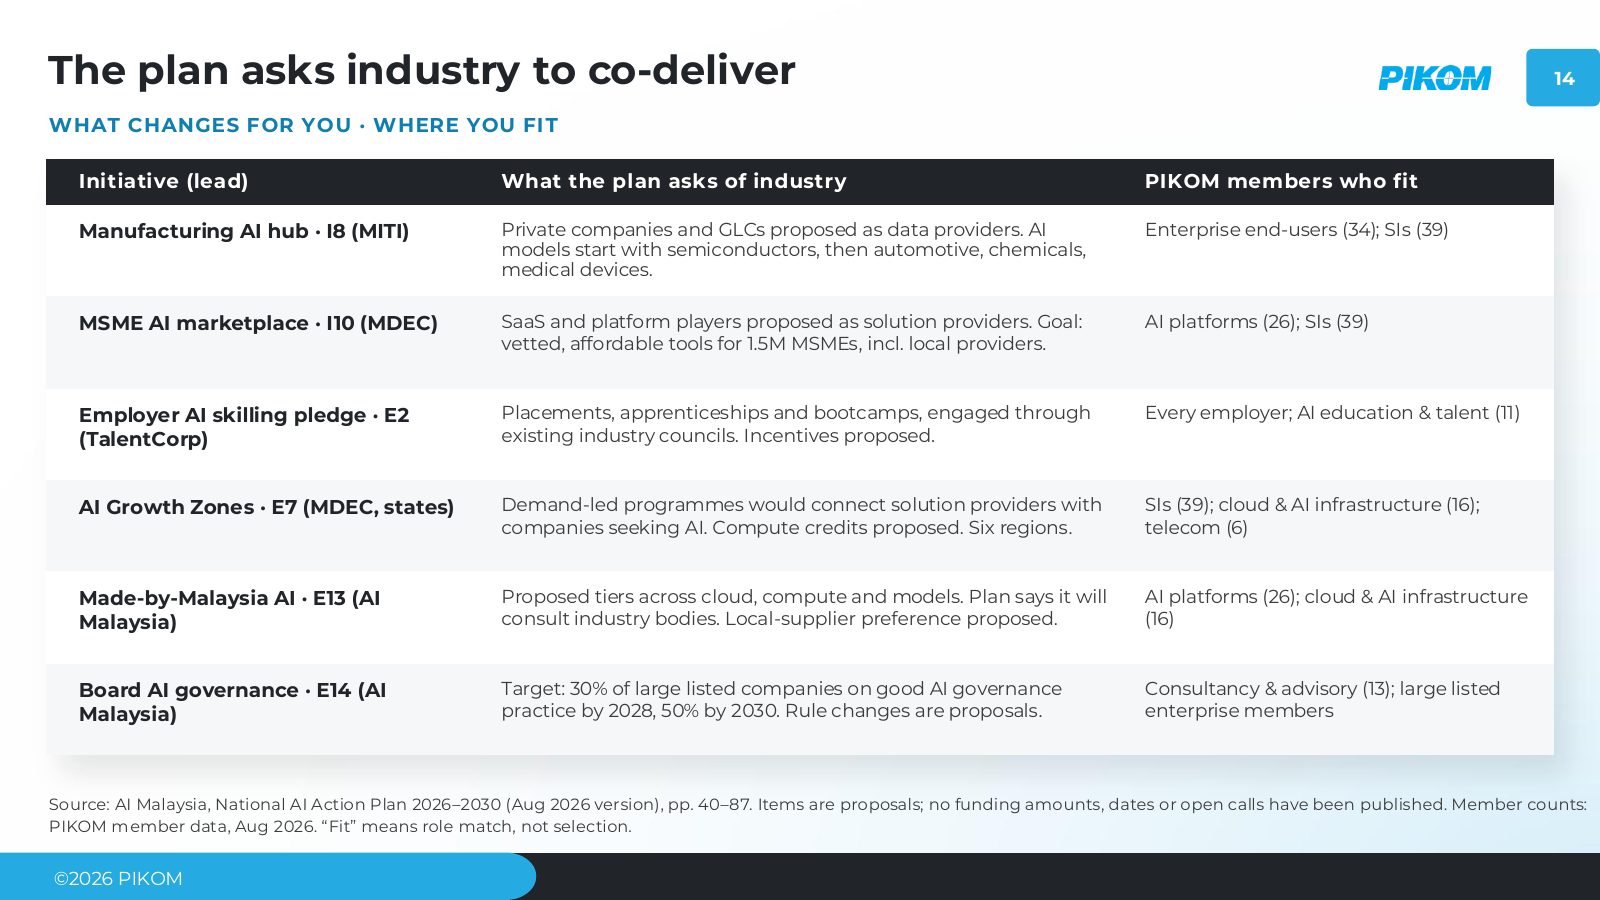 The plan asks industry to co-deliver
PIKOM
14
WHAT CHANGES FOR YOU · WHERE YOU FIT
Initiative (lead)
What the plan asks of industry
PIKOM members who fit
Manufacturing AI hub · I8 (MITI)
Private companies and GLCs proposed as data providers. AI
models start with semiconductors, then automotive, chemicals,
medical devices.
Enterprise end-users (34); SIs (39)
MSME AI marketplace · I10 (MDEC)
SaaS and platform players proposed as solution providers. Goal:
vetted, affordable tools for 1.5M MSMEs, incl. local providers.
AI platforms (26); SIs (39)
Employer AI skilling pledge · E2
(TalentCorp)
Placements, apprenticeships and bootcamps, engaged through
existing industry councils. Incentives proposed.
Every employer; AI education & talent (11)
AI Growth Zones · E7 (MDEC, states)
Demand-led programmes would connect solution providers with
companies seeking AI. Compute credits proposed. Six regions.
SIs (39); cloud & AI infrastructure (16);
telecom (6)
Made-by-Malaysia AI · E13 (AI
Malaysia)
Proposed tiers across cloud, compute and models. Plan says it will
consult industry bodies. Local-supplier preference proposed.
AI platforms (26); cloud & AI infrastructure
(16)
Board AI governance · E14 (AI
Malaysia)
Target: 30% of large listed companies on good AI governance
practice by 2028, 50% by 2030. Rule changes are proposals.
Consultancy & advisory (13); large listed
enterprise members
Source: AI Malaysia, National AI Action Plan 2026–2030 (Aug 2026 version), pp. 40–87. Items are proposals; no funding amounts, dates or open calls have been published. Member counts:
PIKOM member data, Aug 2026. “Fit” means role match, not selection.
©2026 PIKOM